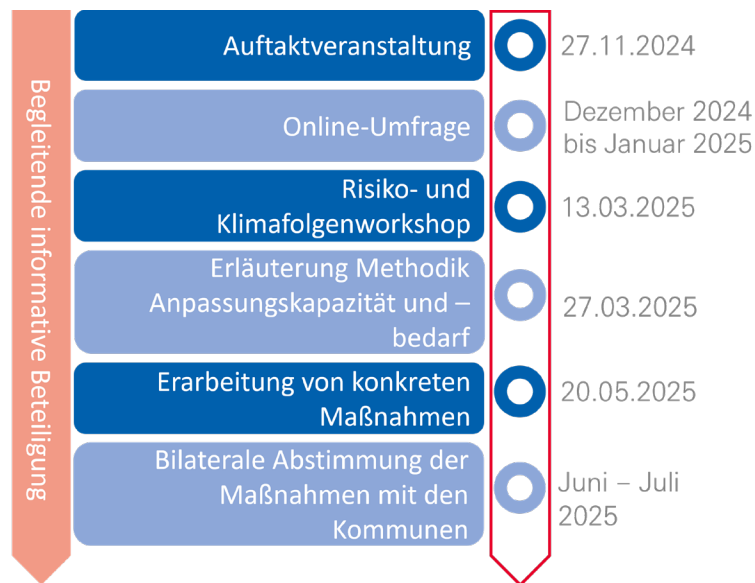 Begleitende informative Beteiligung
Auftaktveranstaltung
27.11.2024
Online-Umfrage
Dezember 2024
bis Januar 2025
Risiko- und
Klimafolgenworkshop
13.03.2025
Erläuterung Methodik
Anpassungskapazität und –
bedarf
27.03.2025
Erarbeitung von konkreten
Maßnahmen
20.05.2025
Bilaterale Abstimmung der
Maßnahmen mit den
Kommunen
Juni – Juli
2025